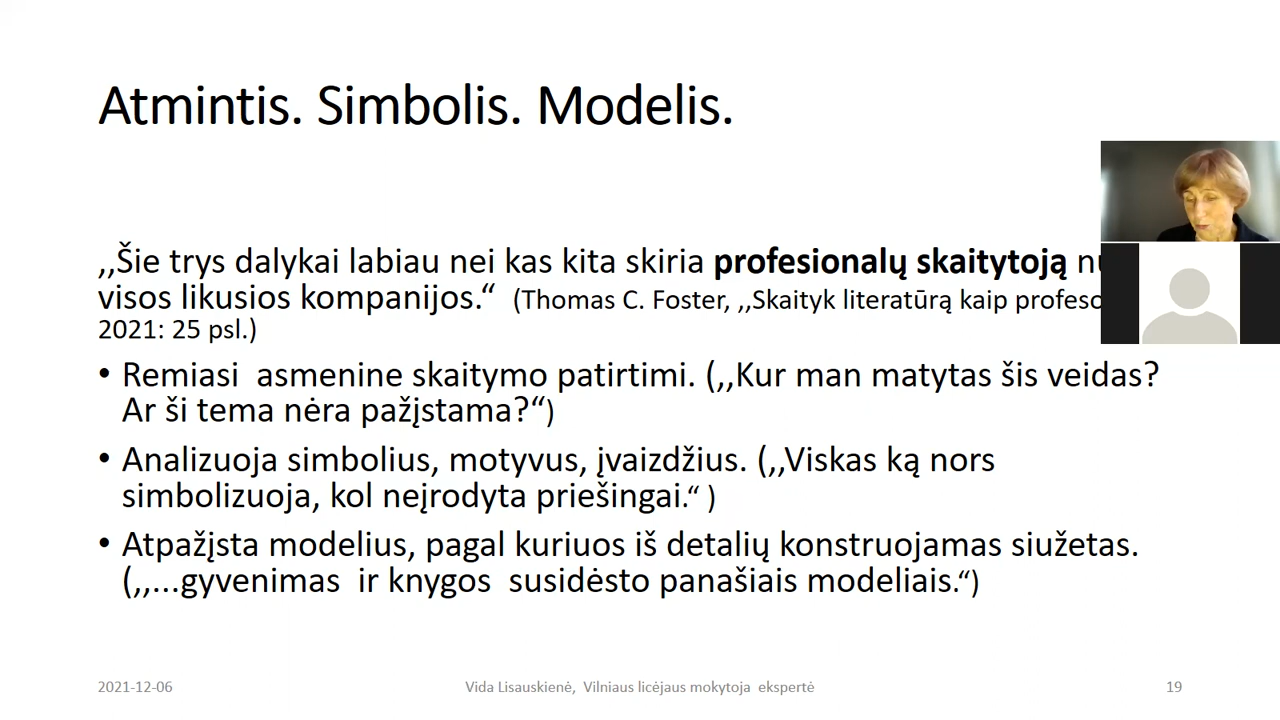 Atmintis. Simbolis. Modelis.
,,Šie trys dalykai labiau nei kas kita skiria profesionalų skaitytoją
visos likusios kompanijos.“ (Thomas C. Foster, ,,Skaityk literatūrą kaip
2021: 25 psl.)
• Remiasi asmenine skaitymo patirtimi. (,,Kur man matytas šis veidas?
Ar ši tema nėra pažįstama?“)
• Analizuoja simbolius, motyvus, įvaizdžius. (,,Viskas ką nors
simbolizuoja, kol neįrodyta priešingai.“ )
• Atpažįsta modelius, pagal kuriuos iš detalių konstruojamas siužetas.
(,,...gyvenimas ir knygos susidėsto panašiais modeliais.“)
2021-12-06
Vida Lisauskienė, Vilniaus licėjaus mokytoja ekspertė
19